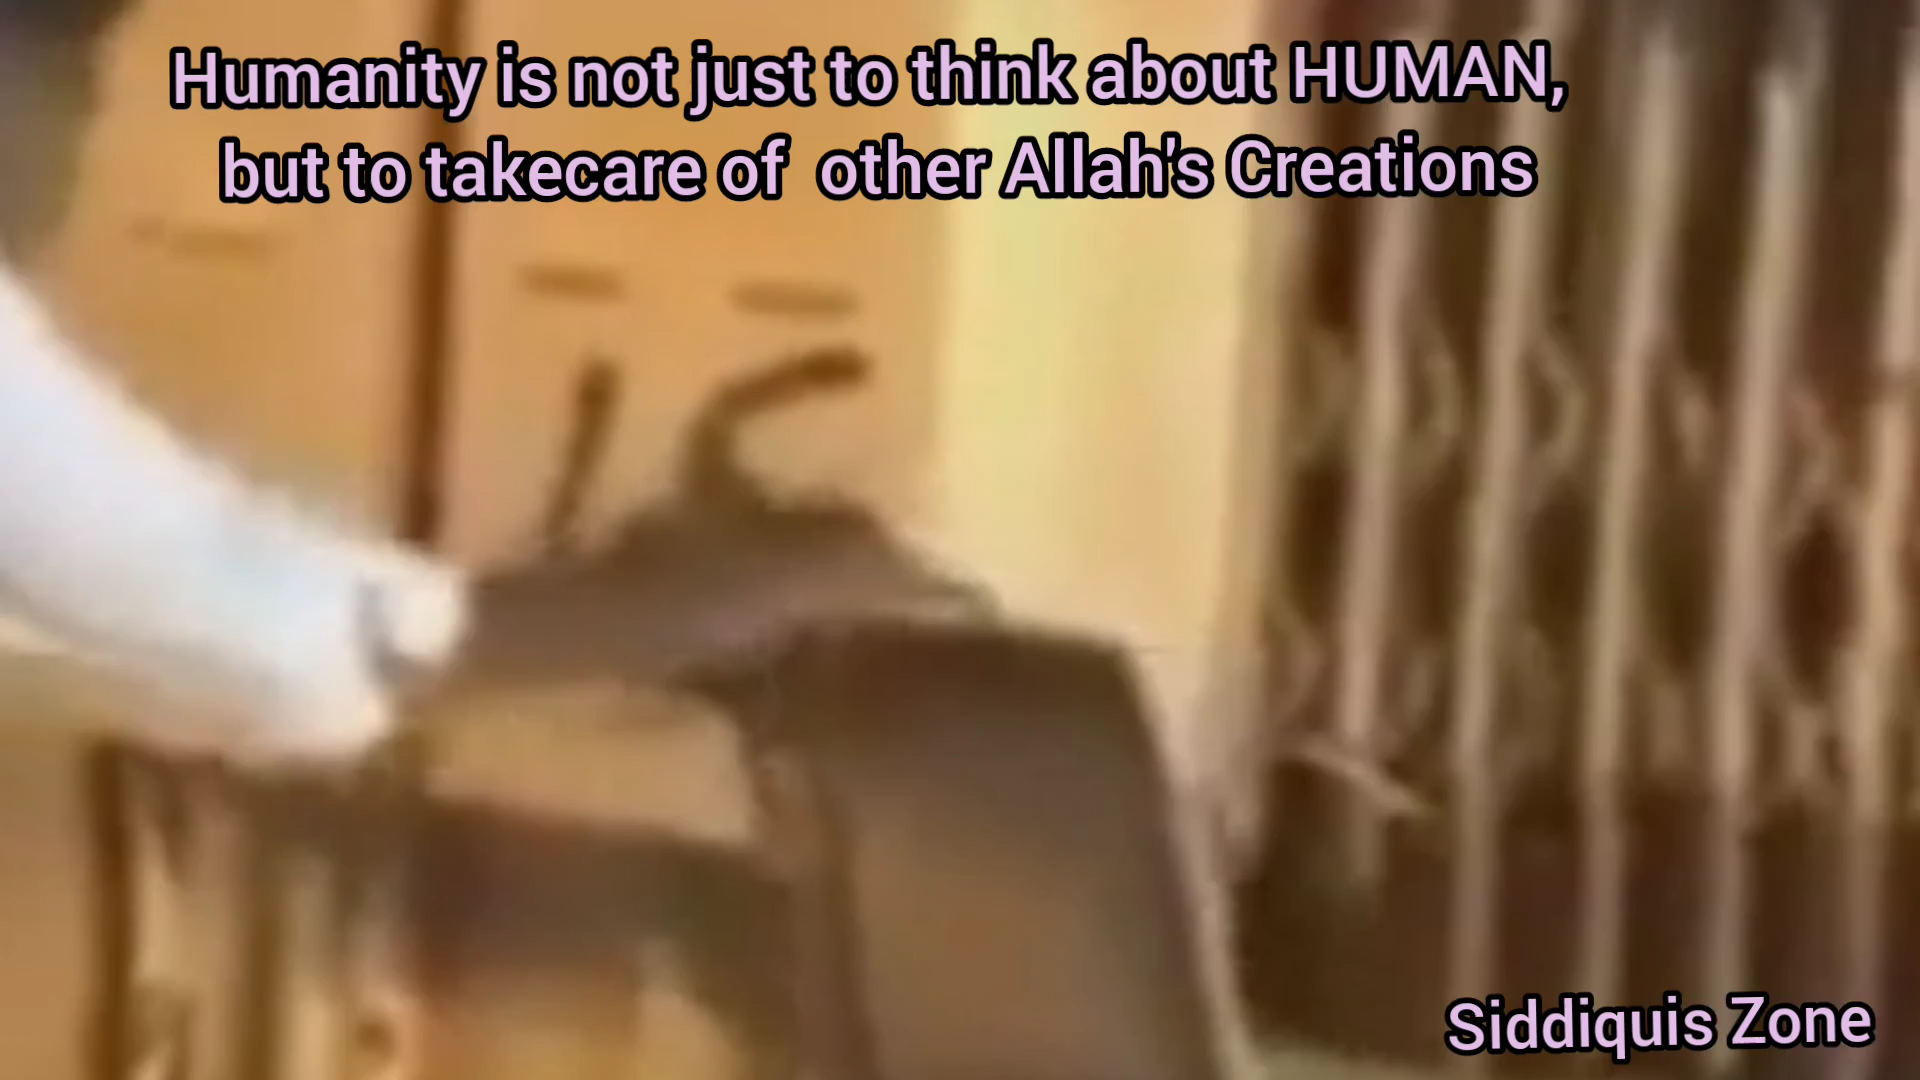 Humanity is not just to think about HUMAN,
but to takecare of other Allah's Creations
Siddiquis Zone